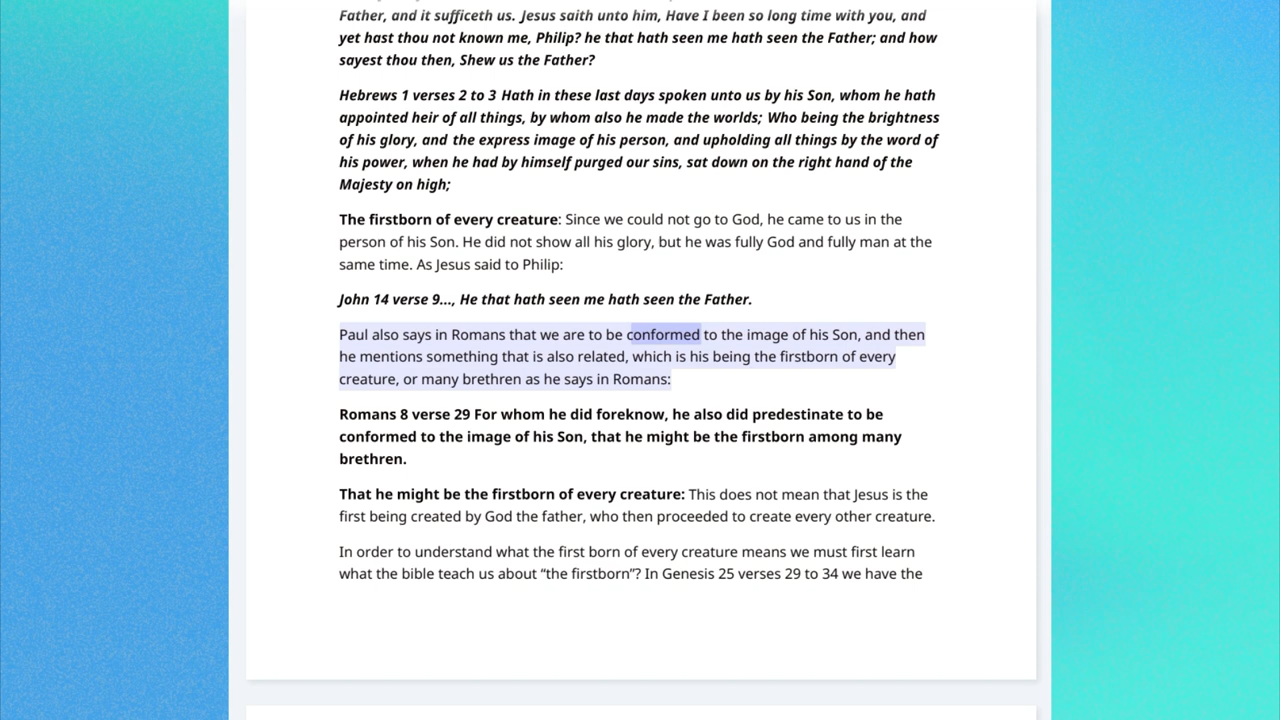 Father, and it sufficeth us. Jesus saith unto him, Have I been so long time with you, and
yet hast thou not known me, Philip? he that hath seen me hath seen the Father; and how
sayest thou then, Shew us the Father?
Hebrews 1 verses 2 to 3 Hath in these last days spoken unto us by his Son, whom he hath
appointed heir of all things, by whom also he made the worlds; Who being the brightness
of his glory, and the express image of his person, and upholding all things by the word of
his power, when he had by himself purged our sins, sat down on the right hand of the
Majesty on high;
The firstborn of every creature: Since we could not go to God, he came to us in the
person of his Son. He did not show all his glory, but he was fully God and fully man at the
same time. As Jesus said to Philip:
John 14 verse 9..., He that hath seen me hath seen the Father.
Paul also says in Romans that we are to be conformed to the image of his Son, and then
he mentions something that is also related, which is his being the firstborn of every
creature, or many brethren as he says in Romans:
Romans 8 verse 29 For whom he did foreknow, he also did predestinate to be
conformed to the image of his Son, that he might be the firstborn among many
brethren.
That he might be the firstborn of every creature: This does not mean that Jesus is the
first being created by God the father, who then proceeded to create every other creature.
In order to understand what the first born of every creature means we must first learn
what the bible teach us about “the firstborn”? In Genesis 25 verses 29 to 34 we have the